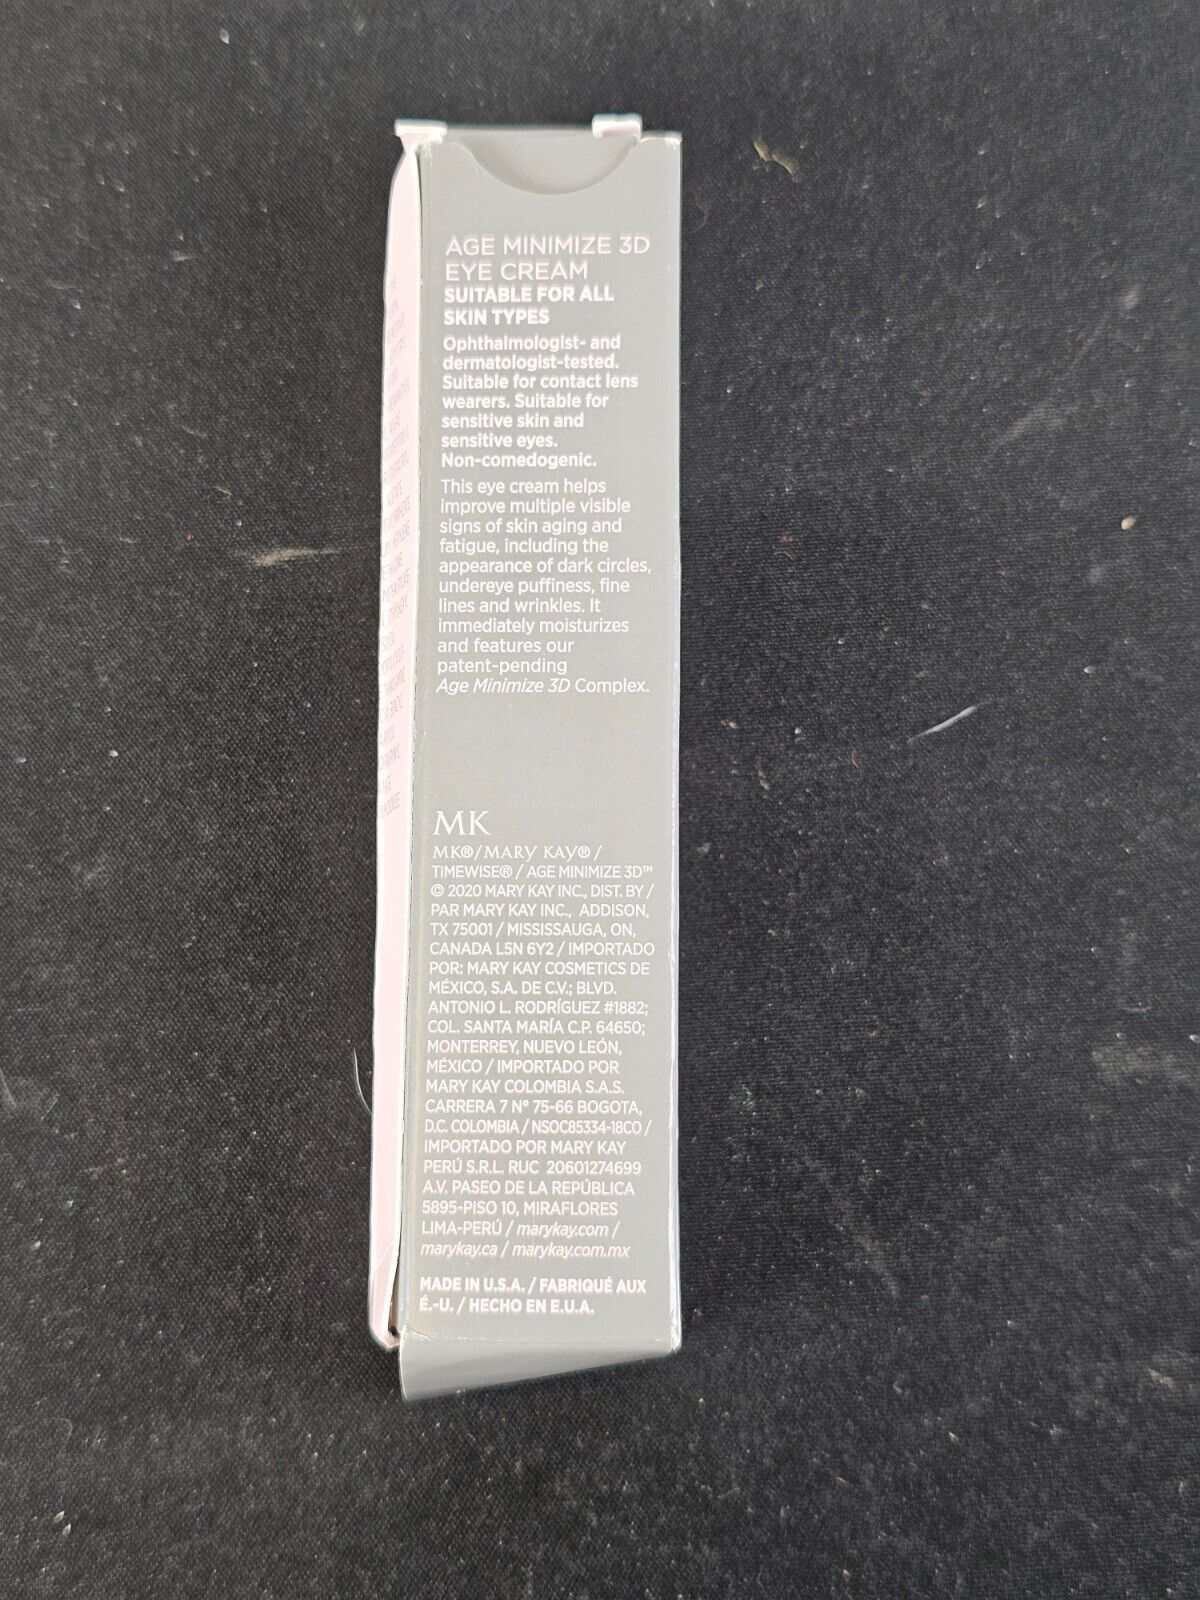 AGE MINIMIZE 3D
EYE CREAM
SUITABLE FOR ALL
SKIN TYPES
Ophthalmologist- and
dermatologist-tested.
Suitable for contact lens
wearers. Suitable for
sensitive skin and
sensitive eyes.
Non-comedogenic.
This eye cream helps
improve multiple visible
signs of skin aging and
fatigue, including the
appearance of dark circles,
undereye puffiness, fine
lines and wrinkles. It
immediately moisturizes
and features our
patent-pending
Age Minimize 3D Complex.
MK
MK®/MARY KAY® /
TIMEWISE® / AGE MINIMIZE 3D™
© 2020 MARY KAY INC., DIST. BY /
PAR MARY KAY INC., ADDISON,
TX 75001 / MISSISSAUGA, ON,
CANADA L5N 6Y2 / IMPORTADO
POR: MARY KAY COSMETICS DE
MÉXICO, S.A. DE C.V.; BLVD.
ANTONIO L. RODRÍGUEZ #1882;
COL. SANTA MARÍA C.P. 64650;
MONTERREY, NUEVO LEÓN,
MÉXICO / IMPORTADO POR
MARY KAY COLOMBIA S.A.S.
CARRERA 7 N° 75-66 BOGOTA,
D.C. COLOMBIA / NSOC85334-18CO /
IMPORTADO POR MARY KAY
PERÚ S.R.L. RUC 20601274699
A.V. PASEO DE LA REPÚBLICA
5895-PISO 10, MIRAFLORES
LIMA-PERÚ / marykay.com /
marykay.ca / marykay.com.mx
MADE IN U.S.A. / FABRIQUÉ AUX
É.-U. / HECHO EN E.U.A.